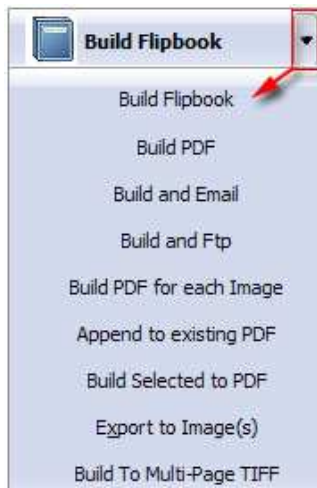 Build Flipbook
Build Flipbook
Build PDF
Build and Email
Build and Ftp
Build PDF for each Image
Append to existing PDF
Build Selected to PDF
Export to Image(s)
Build To Multi-Page TIFF